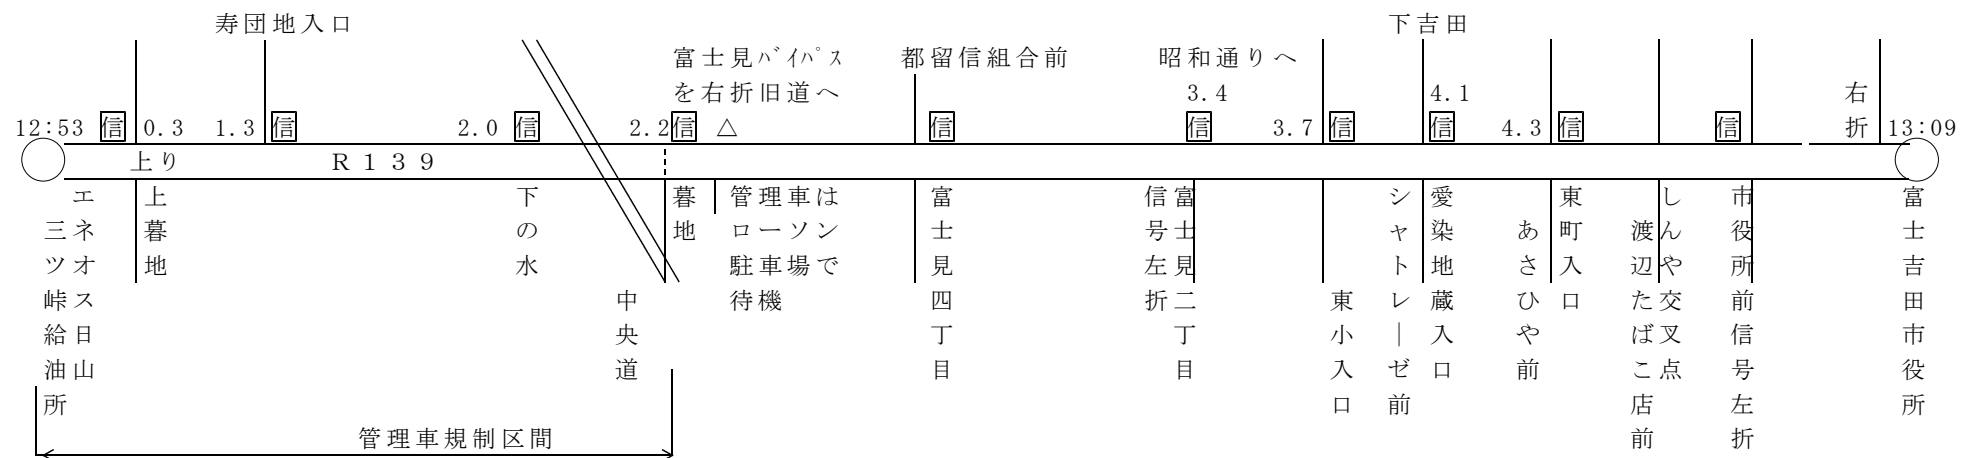 寿団地入口
下吉田
富士見ﾊﾞｲﾊﾟｽ
を右折旧道へ
都留信組合前
昭和通りへ
3.4
4.1
右折
12:53
信
0.3
1.3
信
2.0
信
2.2
信
△
信
信
3.7
信
信
4.3
信
信
13:09
上り
R139
エネオス日山
三ツ峠給油所
上暮地
下の水
中央道
暮地
管理車は
ローソン
駐車場で
待機
富士見四丁目
富士見二丁目
信号左折
東小入口
シャトレ―ゼ前
愛染地蔵入口
あさひや前
東町入口
しんや交叉点
渡辺たばこ店前
市役所前信号左折
富士吉田市役所
管理車規制区間